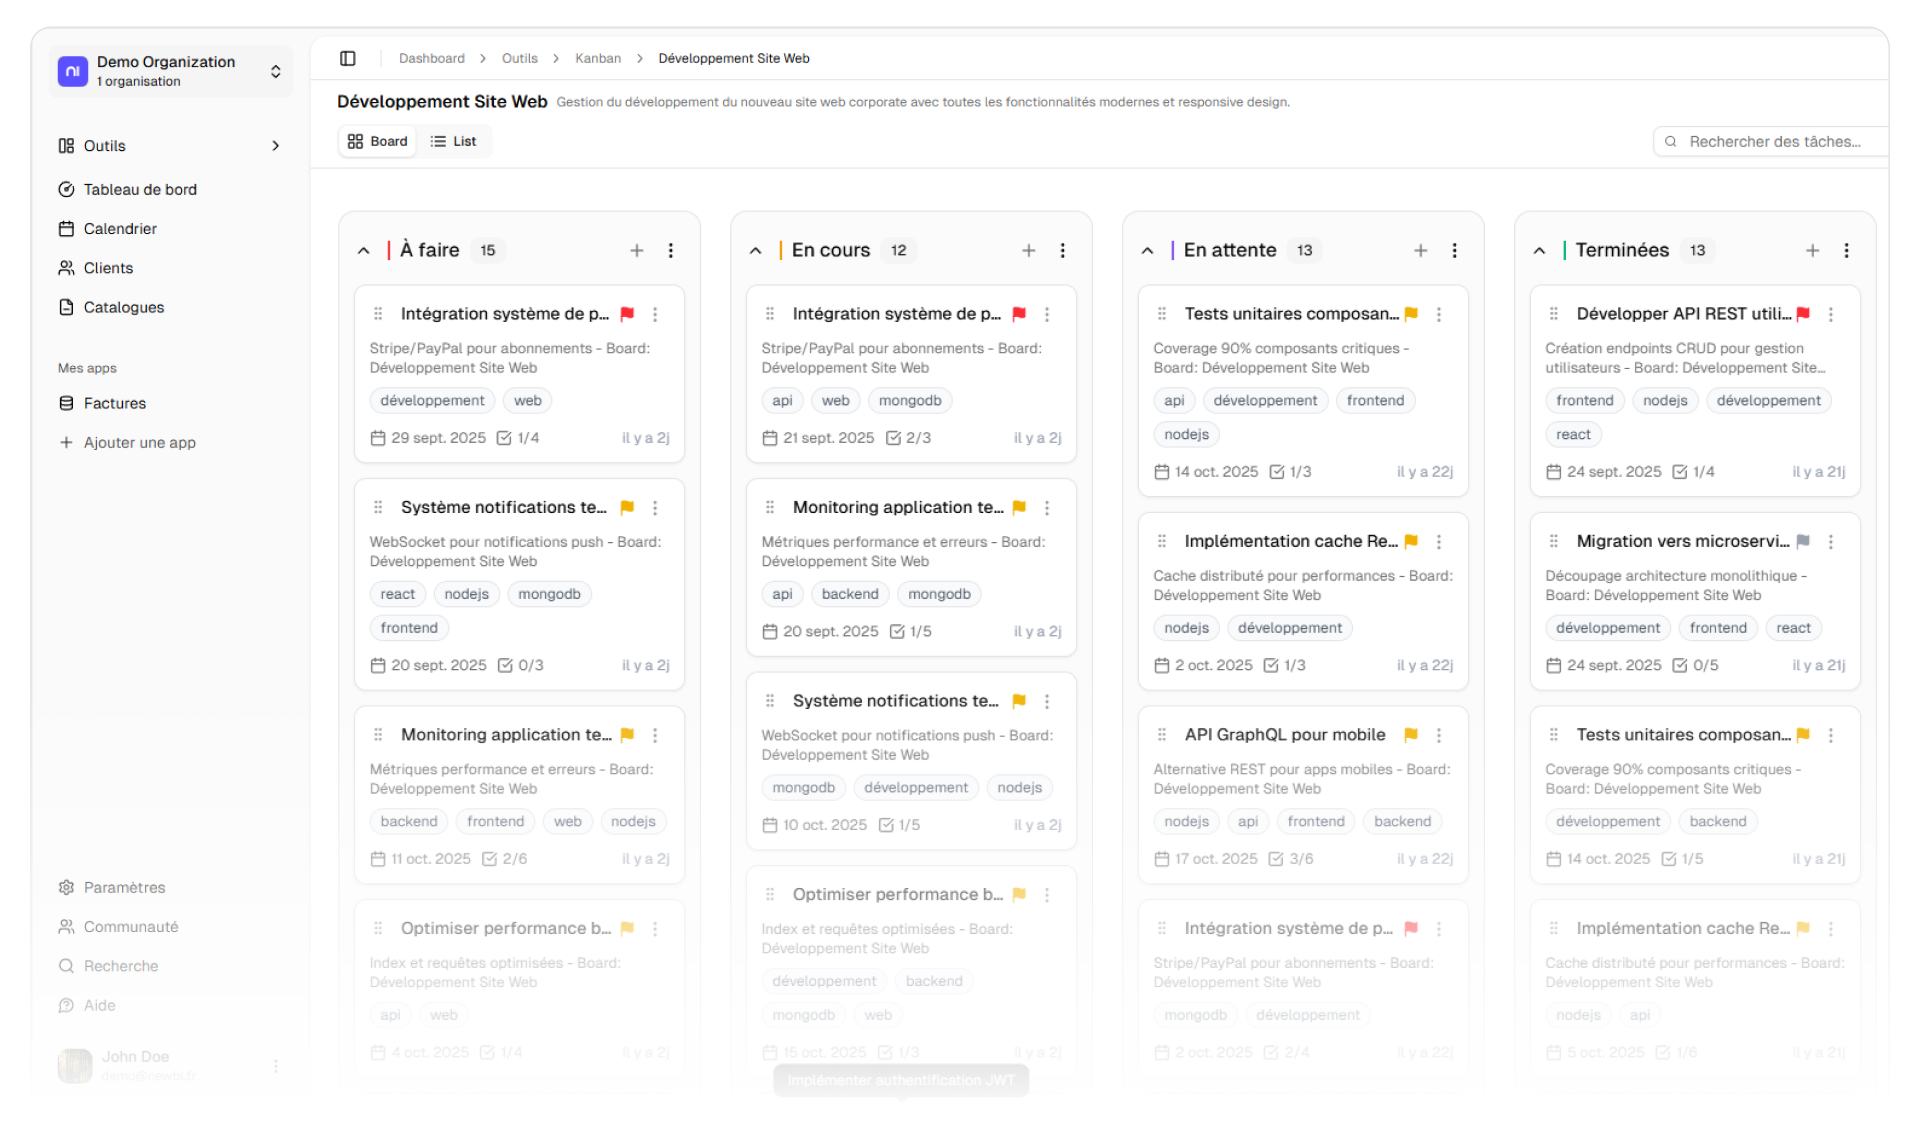 Demo Organization
1 organisation
Outils
Tableau de bord
Calendrier
Clients
Catalogues
Mes apps
Factures
Ajouter une app
Paramètres
Communauté
Recherche
Aide
John Doe
demo@newbi.fr
Dashboard > Outils > Kanban > Développement Site Web
Développement Site Web Gestion du développement du nouveau site web corporate avec toutes les fonctionnalités modernes et responsive design.
Board List
Rechercher des tâches...
À faire 15
Intégration système de p...
Stripe/PayPal pour abonnements - Board:
Développement Site Web
développement web
29 sept. 2025 1/4 il y a 2j
Système notifications te...
WebSocket pour notifications push - Board:
Développement Site Web
react nodejs mongodb
frontend
20 sept. 2025 0/3 il y a 2j
Monitoring application te...
Métriques performance et erreurs - Board:
Développement Site Web
backend frontend web nodejs
11 oct. 2025 2/6 il y a 2j
Optimiser performance b...
Index et requêtes optimisées - Board:
Développement Site Web
api web
4 oct. 2025 1/4 il y a 2j
En cours 12
Intégration système de p...
Stripe/PayPal pour abonnements - Board:
Développement Site Web
api web mongodb
21 sept. 2025 2/3 il y a 2j
Monitoring application te...
Métriques performance et erreurs - Board:
Développement Site Web
api backend mongodb
20 sept. 2025 1/5 il y a 2j
Système notifications te...
WebSocket pour notifications push - Board:
Développement Site Web
mongodb développement nodejs
10 oct. 2025 1/5 il y a 2j
Optimiser performance b...
Index et requêtes optimisées - Board:
Développement Site Web
développement backend
mongodb web
15 oct. 2025 1/3 il y a 2j
Implémenter authentification JWT
En attente 13
Tests unitaires composan...
Coverage 90% composants critiques -
Board: Développement Site Web
api développement frontend
nodejs
14 oct. 2025 1/3 il y a 22j
Implémentation cache Re...
Cache distribué pour performances - Board:
Développement Site Web
nodejs développement
2 oct. 2025 1/3 il y a 22j
API GraphQL pour mobile
Alternative REST pour apps mobiles - Board:
Développement Site Web
nodejs api frontend backend
17 oct. 2025 3/6 il y a 22j
Intégration système de p...
Stripe/PayPal pour abonnements - Board:
Développement Site Web
mongodb développement
2 oct. 2025 2/4 il y a 22j
Terminées 13
Développer API REST utili...
Création endpoints CRUD pour gestion
utilisateurs - Board: Développement Site...
frontend nodejs développement
react
24 sept. 2025 1/4 il y a 21j
Migration vers microservi...
Découpage architecture monolithique -
Board: Développement Site Web
développement frontend react
24 sept. 2025 0/5 il y a 21j
Tests unitaires composan...
Coverage 90% composants critiques -
Board: Développement Site Web
développement backend
14 oct. 2025 1/5 il y a 21j
Implémentation cache Re...
Cache distribué pour performances - Board:
Développement Site Web
nodejs api
5 oct. 2025 1/6 il y a 21j